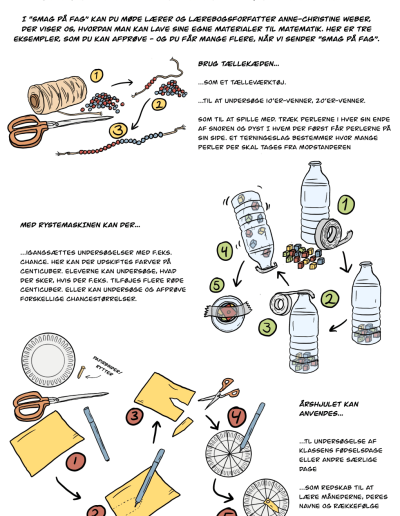 I "SMAG PÅ FAG" KAN DU MØDE LÆRER OG LÆREBOGSFORFATTER ANNE-CHRISTINE WEBER,
DER VISER OG, HVORDAN MAN KAN LAVE SINE EGNE MATERIALER TIL MATEMATIK. HER ER TRE
EKSEMPLER, SOM DU KAN AFPRØVE – OG DU FÅR MANGE FLERE, NÅR VI SENDER "SMAG PÅ FAG".
BRUG TÆLLEKÆDEN...
...SOM ET TÆLLEVÆRKTØJ.
...TIL AT UNDERSØGE 10'ER-VENNER, 20'ER-VENNER.
SOM TIL AT SPILLE MED. TRÆK PERLERNE I HVER SIN ENDE
AF SNOREN OG DYST I HVEM DER FØRST FÅR PERLERNE PÅ
SIN SIDE. ET TERNINGESLAG BESTEMMER HVOR MANGE
PERLER DER SKAL TAGES FRA MODSTANDEREN
1
2
3
MED RYSTEMASKINEN KAN DER...
...IGANGSÆTTES UNDERSØGELSER MED F.EKS.
CHANCE. HER KAN DER UDSKIFTES FARVER PÅ
CENTICUBER. ELEVERNE KAN UNDERSØGE, HVAD
DER SKER, HVIS DER F.EKS. TILFØJES FLERE RØDE
CENTICUBER. ELLER KAN UNDERSØGE OG AFPRØVE
FORSKELLIGE CHANCESTØRRELSER.
1
2
3
4
5
PAPIRNIPPER/
RYTTER
1
2
3
4
5
ÅRSHJULET KAN
ANVENDES...
...TL UNDERSØGELSE AF
KLASSENS FØDSELSDAGE
ELLER ANDRE SÆRLIGE
DAGE
...SOM REDSKAB TIL AT
LÆRE MÅNEDERNE, DERES
NAVNE OG RÆKKEFØLGE